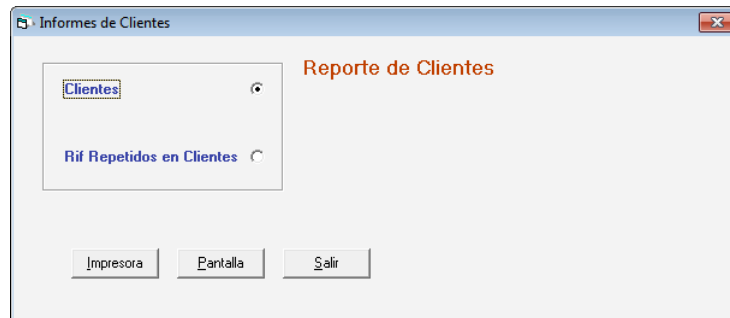 Informes de Clientes
Reporte de Clientes
Clientes
Rif Repetidos en Clientes
Impresora Pantalla Salir